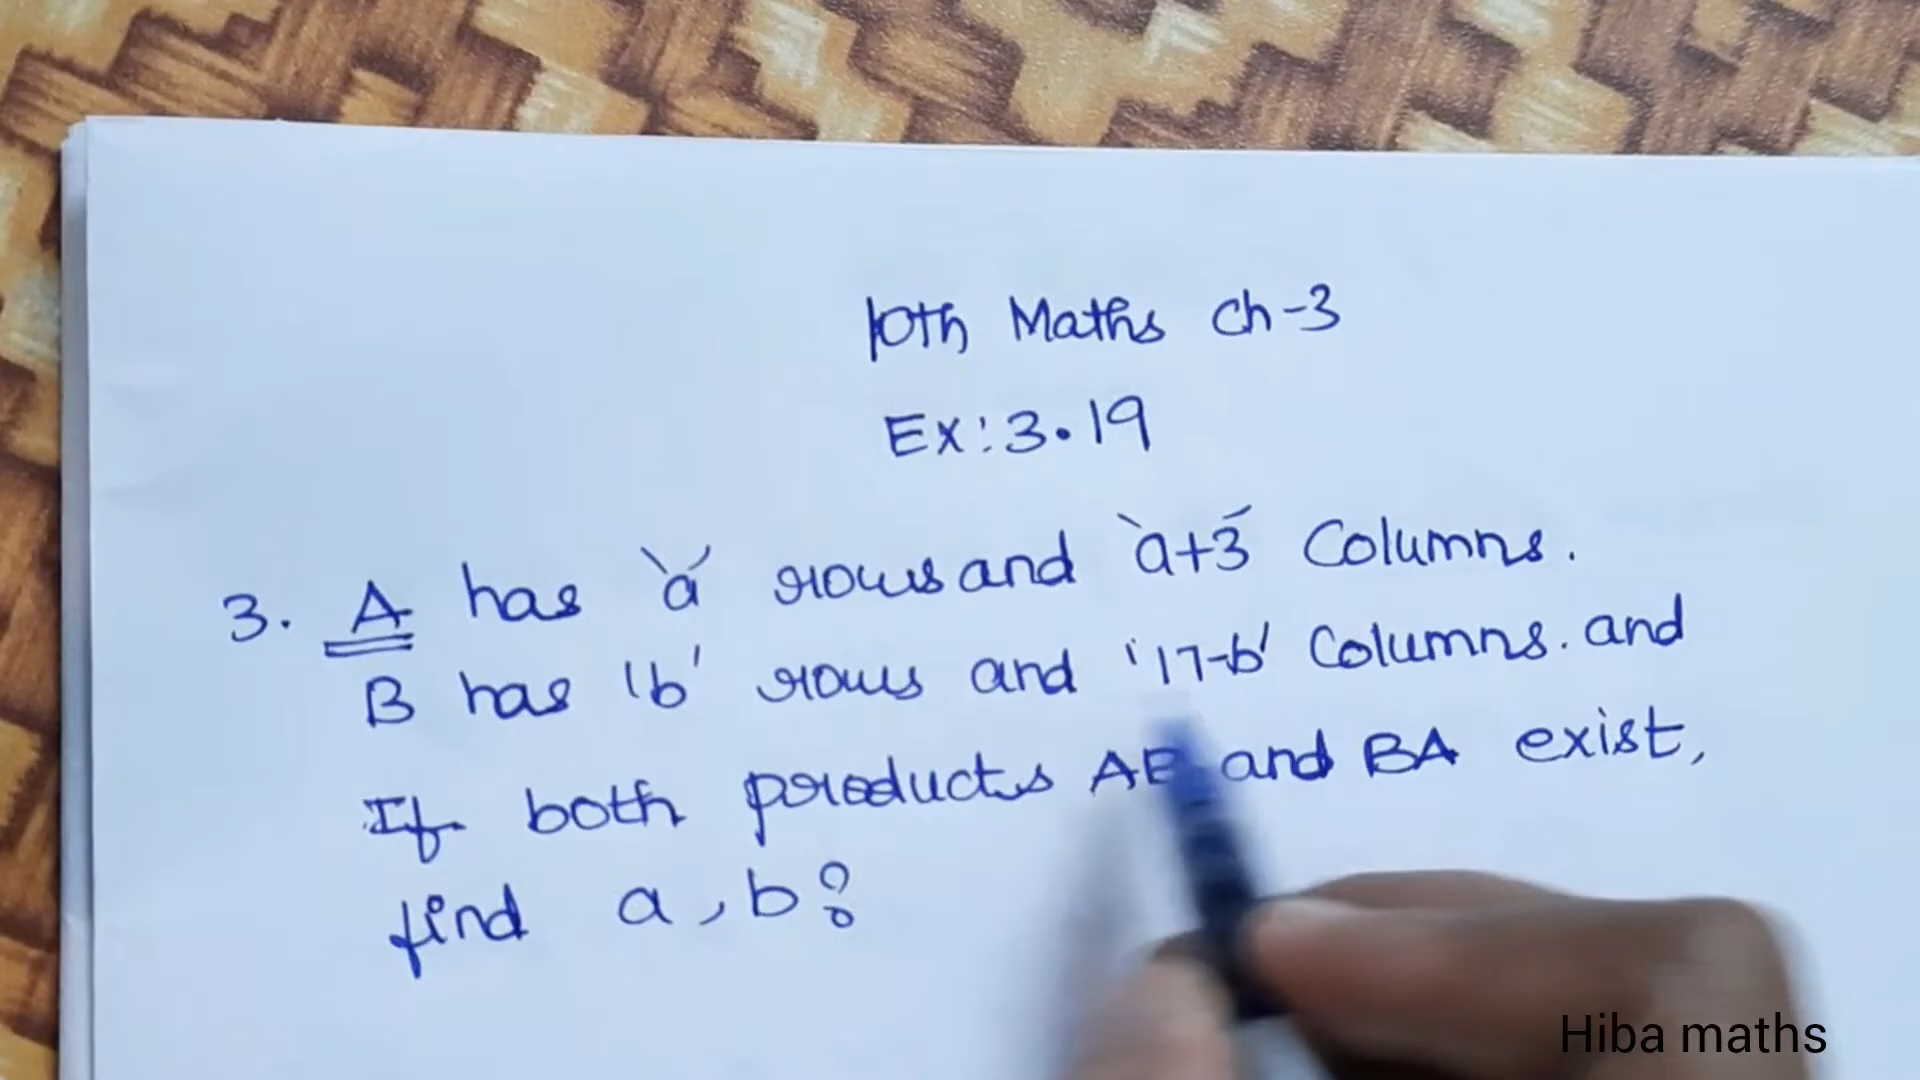 10th Maths Ch-3
Ex: 3.19
3. A has 'a' rows and 'a+3' Columns.
B has 'b' rows and '17-b' Columns. and
If both products AB and BA exist,
find a, b?
Hiba maths